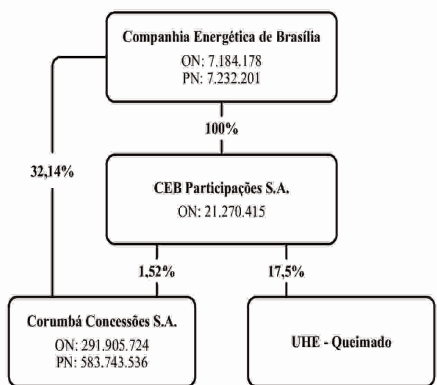 Companhia Energética de Brasília
ON: 7.184.178
PN: 7.232.201
100%
32,14%
CEB Participações S.A.
ON: 21.270.415
1,52%
17,5%
Corumbá Concessões S.A.
ON: 291.905.724
PN: 583.743.536
UHE - Queimado